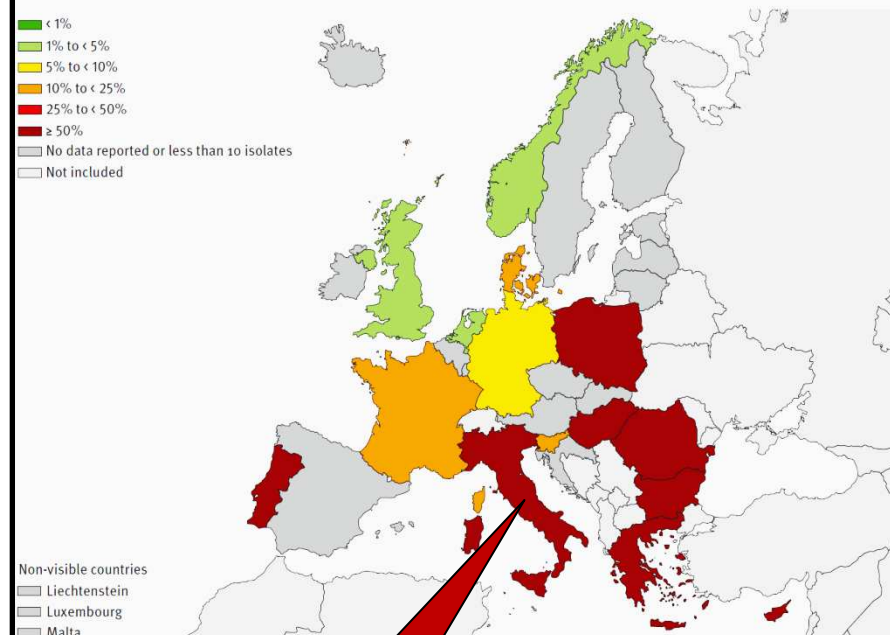 < 1%
1% to < 5%
5% to < 10%
10% to < 25%
25% to < 50%
≥ 50%
No data reported or less than 10 isolates
Not included
Non-visible countries
Liechtenstein
Luxembourg
Malta